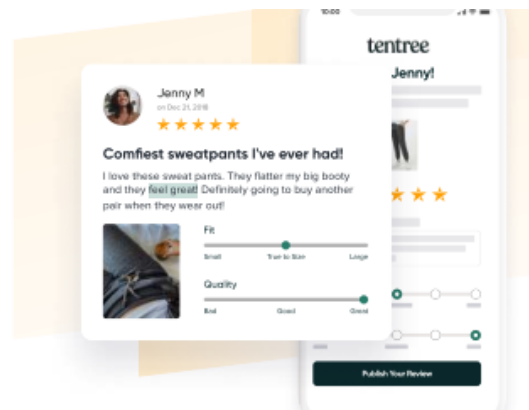 10:00
tentree
Jenny!
Jenny M
on Dec 21, 2018
Comfiest sweatpants I've ever had!
I love these sweat pants. They flatter my big booty
and they feel great! Definitely going to buy another
pair when they wear out!
Fit
Small True to Size Large
Quality
Bad Good Great
Publish Your Review